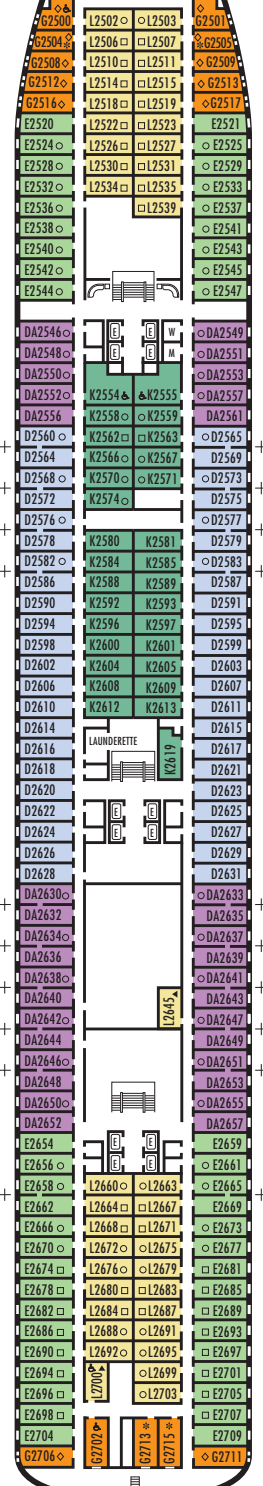 ◇♿ L2502○ ○L2503 ◇
G2500 G2501
G2504※ L2506□ □L2507 ※G2505
G2508◇ L2510□ □L2511 ◇G2509
G2512◇ L2514□ □L2515 ◇G2513
G2516◇ L2518□ □L2519 ◇G2517
E2520 L2522□ □L2523 E2521
E2524○ L2526□ □L2527 ○E2525
E2528○ L2530□ □L2531 ○E2529
E2532○ L2534□ □L2535 ○E2533
E2536○ □L2539 ○E2537
E2538○ ○E2541
E2540○ ○E2543
E2542○ ○E2545
E2544○ E2547
DA2546○ E E W ○DA2549
DA2548○ E E M ○DA2551
DA2550○ ○DA2553
DA2552○ K2554♿ ♿K2555 ○DA2557
DA2556 K2558○ ○K2559 DA2561
D2560○ K2562□ □K2563 ○D2565
D2564 K2566○ ○K2567 D2569
D2568○ K2570○ ○K2571 ○D2573
D2572 K2574○ D2575
D2576○ ○D2577
D2578 K2580 K2581 D2579
D2582○ K2584 K2585 ○D2583
D2586 K2588 K2589 D2587
D2590 K2592 K2593 D2591
D2594 K2596 K2597 D2595
D2598 K2600 K2601 D2599
D2602 K2604 K2605 D2603
D2606 K2608 K2609 D2607
D2610 K2612 K2613 D2611
D2614 D2615
D2616 LAUNDERETTE K2619 D2617
D2618 D2621
D2620 D2623
D2622 E E D2625
D2624 E E D2627
D2626 D2629
D2628 D2631
DA2630○ ○DA2633
DA2632 DA2635
DA2634○ ○DA2637
DA2636 DA2639
DA2638○ ○DA2641
DA2640 L2645▲ DA2643
DA2642○ ○DA2647
DA2644 DA2649
DA2646○ ○DA2651
DA2648 DA2653
DA2650○ ○DA2655
DA2652 DA2657
E2654 E E E2659
E2656○ E E ○E2661
E2658○ L2660○ ○L2663 ○E2665
E2662 L2664□ □L2667 E2669
E2666○ L2668□ □L2671 ○E2673
E2670○ L2672○ ○L2675 ○E2677
E2674□ L2676○ ○L2679 □E2681
E2678□ L2680□ □L2683 □E2685
E2682□ L2684□ □L2687 □E2689
E2686□ L2688○ ○L2691 □E2693
E2690□ L2692○ ○L2695 □E2697
E2694□ L2700▲♿ ○L2699 □E2701
E2696□ ○L2703 □E2705
E2698□ □E2707
E2704 G2702♿ G2713※ G2715※ E2709
G2706◇ ◇G2711